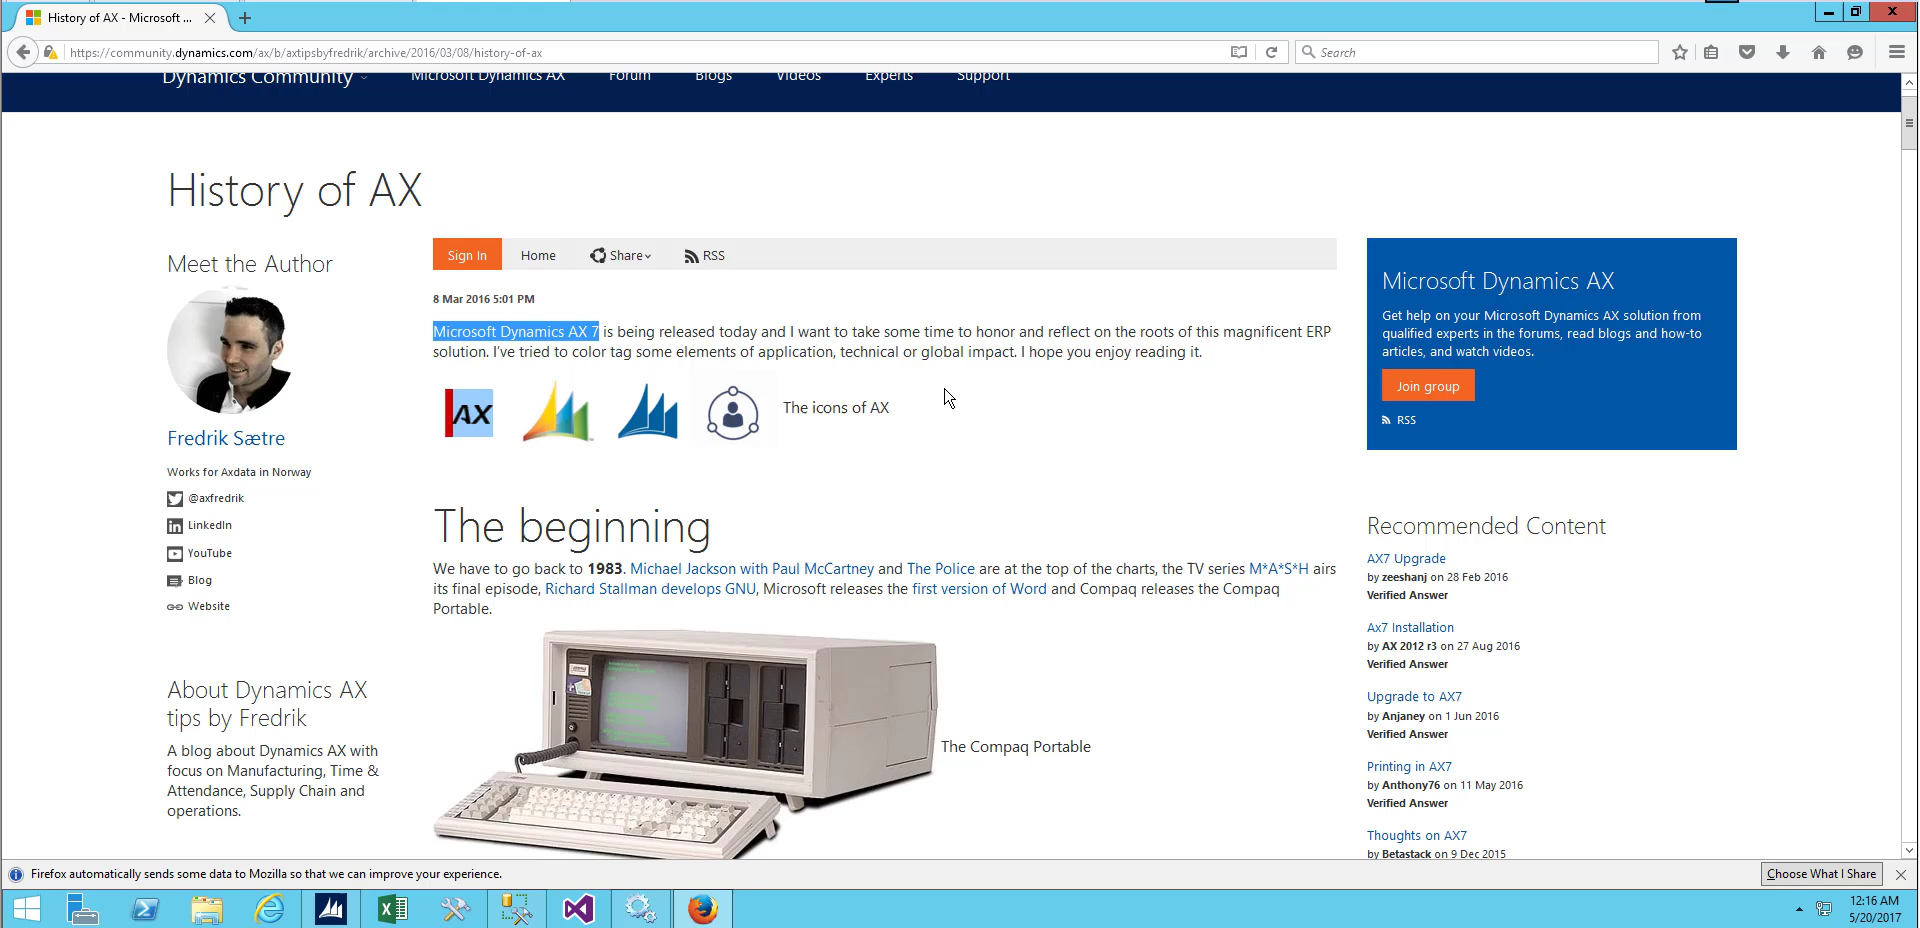 History of AX - Microsoft ...
https://community.dynamics.com/ax/b/axtipsbyfredrik/archive/2016/03/08/history-of-ax
Search
Dynamics Community
Microsoft Dynamics AX
Forum
Blogs
Videos
Experts
Support
History of AX
Meet the Author
Fredrik Sætre
Works for Axdata in Norway
@axfredrik
LinkedIn
YouTube
Blog
Website
About Dynamics AX
tips by Fredrik
A blog about Dynamics AX with
focus on Manufacturing, Time &
Attendance, Supply Chain and
operations.
Sign In
Home
Share
RSS
8 Mar 2016 5:01 PM
Microsoft Dynamics AX 7 is being released today and I want to take some time to honor and reflect on the roots of this magnificent ERP
solution. I've tried to color tag some elements of application, technical or global impact. I hope you enjoy reading it.
AX
The icons of AX
The beginning
We have to go back to 1983. Michael Jackson with Paul McCartney and The Police are at the top of the charts, the TV series M*A*S*H airs
its final episode, Richard Stallman develops GNU, Microsoft releases the first version of Word and Compaq releases the Compaq
Portable.
The Compaq Portable
Microsoft Dynamics AX
Get help on your Microsoft Dynamics AX solution from
qualified experts in the forums, read blogs and how-to
articles, and watch videos.
Join group
RSS
Recommended Content
AX7 Upgrade
by zeeshanj on 28 Feb 2016
Verified Answer
Ax7 Installation
by AX 2012 r3 on 27 Aug 2016
Verified Answer
Upgrade to AX7
by Anjaney on 1 Jun 2016
Verified Answer
Printing in AX7
by Anthony76 on 11 May 2016
Verified Answer
Thoughts on AX7
by Betastack on 9 Dec 2015
Firefox automatically sends some data to Mozilla so that we can improve your experience.
Choose What I Share
12:16 AM
5/20/2017